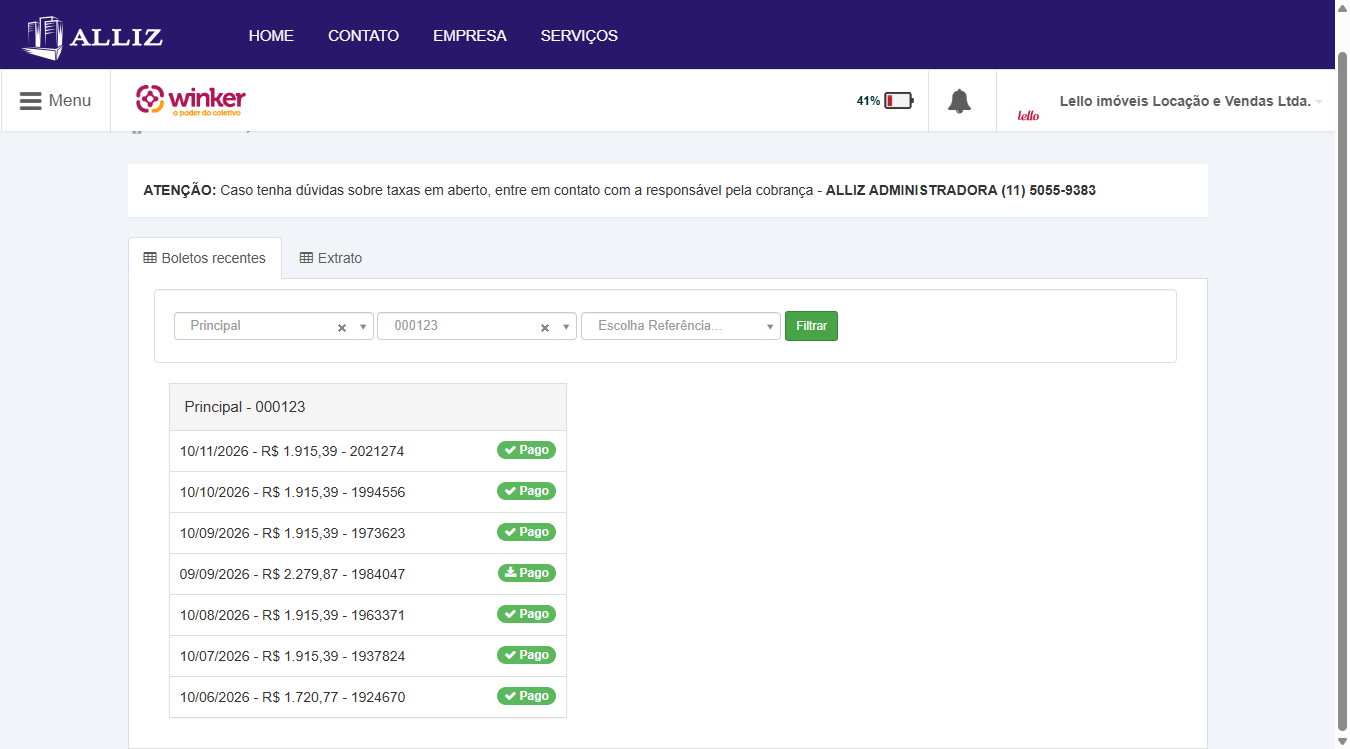 ALLIZ
HOME CONTATO EMPRESA SERVIÇOS
Menu
winker
o poder do coletivo
41%
lello
Lello imóveis Locação e Vendas Ltda.
ATENÇÃO: Caso tenha dúvidas sobre taxas em aberto, entre em contato com a responsável pela cobrança - ALLIZ ADMINISTRADORA (11) 5055-9383
Boletos recentes
Extrato
Principal
000123
Escolha Referência...
Filtrar
Principal - 000123
10/11/2026 - R$ 1.915,39 - 2021274 Pago
10/10/2026 - R$ 1.915,39 - 1994556 Pago
10/09/2026 - R$ 1.915,39 - 1973623 Pago
09/09/2026 - R$ 2.279,87 - 1984047 Pago
10/08/2026 - R$ 1.915,39 - 1963371 Pago
10/07/2026 - R$ 1.915,39 - 1937824 Pago
10/06/2026 - R$ 1.720,77 - 1924670 Pago